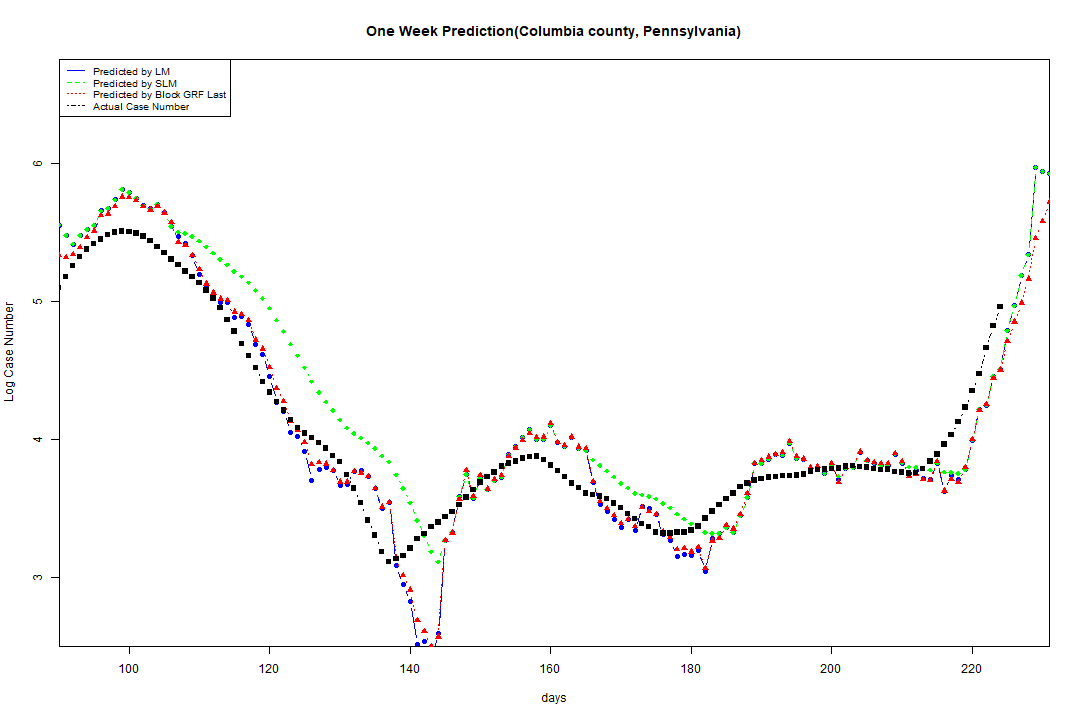 One Week Prediction(Columbia county, Pennsylvania)
Predicted by LM
Predicted by SLM
Predicted by Block GRF Last
Actual Case Number
6
5
4
3
Log Case Number
100 120 140 160 180 200 220
days